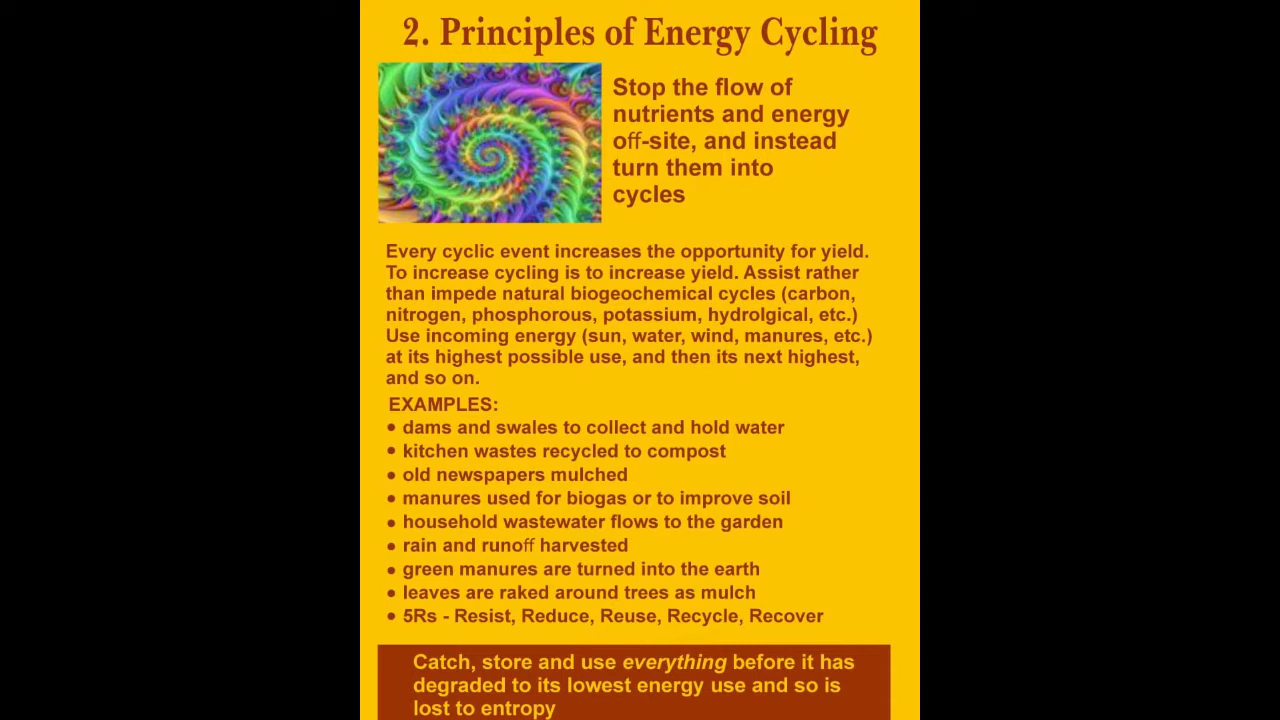 2. Principles of Energy Cycling
Stop the flow of
nutrients and energy
off-site, and instead
turn them into
cycles
Every cyclic event increases the opportunity for yield.
To increase cycling is to increase yield. Assist rather
than impede natural biogeochemical cycles (carbon,
nitrogen, phosphorous, potassium, hydrolgical, etc.)
Use incoming energy (sun, water, wind, manures, etc.)
at its highest possible use, and then its next highest,
and so on.
EXAMPLES:
• dams and swales to collect and hold water
• kitchen wastes recycled to compost
• old newspapers mulched
• manures used for biogas or to improve soil
• household wastewater flows to the garden
• rain and runoff harvested
• green manures are turned into the earth
• leaves are raked around trees as mulch
• 5Rs - Resist, Reduce, Reuse, Recycle, Recover
Catch, store and use everything before it has
degraded to its lowest energy use and so is
lost to entropy